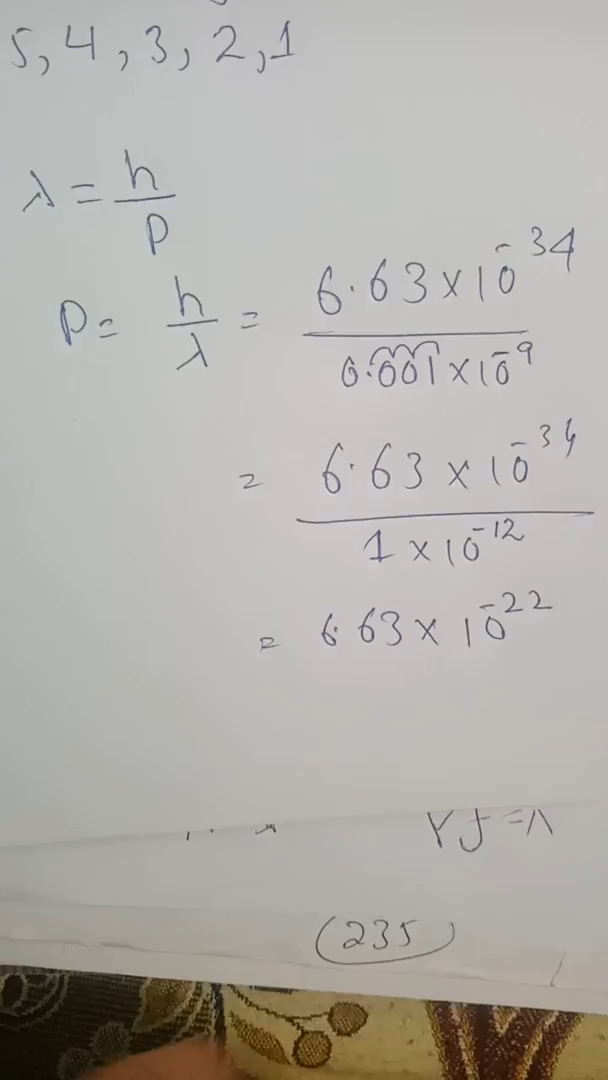 5, 4, 3, 2, 1
λ = h/p
P = h/λ = 6.63 × 10⁻³⁴ / 0.001 × 10⁻⁹
= 6.63 × 10⁻³⁴ / 1 × 10⁻¹²
= 6.63 × 10⁻²²
(235)